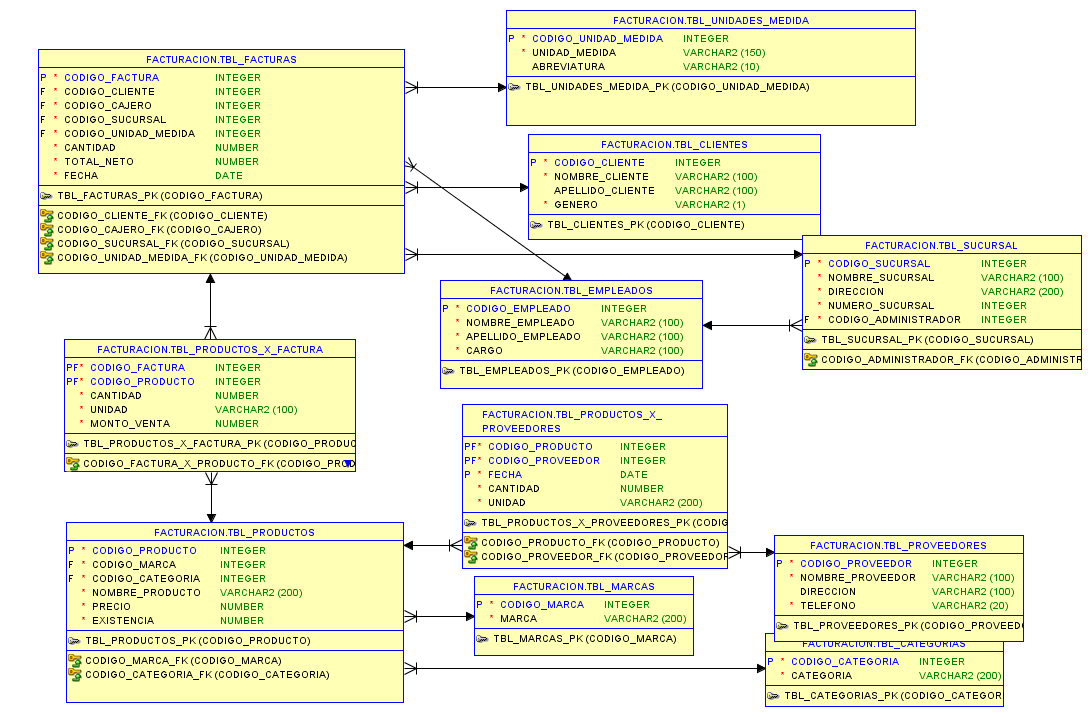 FACTURACION.TBL_UNIDADES_MEDIDA
P * CODIGO_UNIDAD_MEDIDA INTEGER
* UNIDAD_MEDIDA VARCHAR2 (150)
ABREVIATURA VARCHAR2 (10)
TBL_UNIDADES_MEDIDA_PK (CODIGO_UNIDAD_MEDIDA)
FACTURACION.TBL_FACTURAS
P * CODIGO_FACTURA INTEGER
F * CODIGO_CLIENTE INTEGER
F * CODIGO_CAJERO INTEGER
F * CODIGO_SUCURSAL INTEGER
F * CODIGO_UNIDAD_MEDIDA INTEGER
* CANTIDAD NUMBER
* TOTAL_NETO NUMBER
* FECHA DATE
TBL_FACTURAS_PK (CODIGO_FACTURA)
CODIGO_CLIENTE_FK (CODIGO_CLIENTE)
CODIGO_CAJERO_FK (CODIGO_CAJERO)
CODIGO_SUCURSAL_FK (CODIGO_SUCURSAL)
CODIGO_UNIDAD_MEDIDA_FK (CODIGO_UNIDAD_MEDIDA)
FACTURACION.TBL_CLIENTES
P * CODIGO_CLIENTE INTEGER
* NOMBRE_CLIENTE VARCHAR2 (100)
APELLIDO_CLIENTE VARCHAR2 (100)
* GENERO VARCHAR2 (1)
TBL_CLIENTES_PK (CODIGO_CLIENTE)
FACTURACION.TBL_SUCURSAL
P * CODIGO_SUCURSAL INTEGER
* NOMBRE_SUCURSAL VARCHAR2 (100)
* DIRECCION VARCHAR2 (200)
* NUMERO_SUCURSAL INTEGER
F * CODIGO_ADMINISTRADOR INTEGER
TBL_SUCURSAL_PK (CODIGO_SUCURSAL)
CODIGO_ADMINISTRADOR_FK (CODIGO_ADMINISTR
FACTURACION.TBL_EMPLEADOS
P * CODIGO_EMPLEADO INTEGER
* NOMBRE_EMPLEADO VARCHAR2 (100)
* APELLIDO_EMPLEADO VARCHAR2 (100)
* CARGO VARCHAR2 (100)
TBL_EMPLEADOS_PK (CODIGO_EMPLEADO)
FACTURACION.TBL_PRODUCTOS_X_FACTURA
PF* CODIGO_FACTURA INTEGER
PF* CODIGO_PRODUCTO INTEGER
* CANTIDAD NUMBER
* UNIDAD VARCHAR2 (100)
* MONTO_VENTA NUMBER
TBL_PRODUCTOS_X_FACTURA_PK (CODIGO_PRODUC
CODIGO_FACTURA_X_PRODUCTO_FK (CODIGO_PROD
FACTURACION.TBL_PRODUCTOS_X_
PROVEEDORES
PF* CODIGO_PRODUCTO INTEGER
PF* CODIGO_PROVEEDOR INTEGER
P * FECHA DATE
* CANTIDAD NUMBER
* UNIDAD VARCHAR2 (200)
TBL_PRODUCTOS_X_PROVEEDORES_PK (CODIG
CODIGO_PRODUCTO_FK (CODIGO_PRODUCTO)
CODIGO_PROVEEDOR_FK (CODIGO_PROVEEDOR
FACTURACION.TBL_PRODUCTOS
P * CODIGO_PRODUCTO INTEGER
F * CODIGO_MARCA INTEGER
F * CODIGO_CATEGORIA INTEGER
* NOMBRE_PRODUCTO VARCHAR2 (200)
* PRECIO NUMBER
* EXISTENCIA NUMBER
TBL_PRODUCTOS_PK (CODIGO_PRODUCTO)
CODIGO_MARCA_FK (CODIGO_MARCA)
CODIGO_CATEGORIA_FK (CODIGO_CATEGORIA)
FACTURACION.TBL_MARCAS
P * CODIGO_MARCA INTEGER
* MARCA VARCHAR2 (200)
TBL_MARCAS_PK (CODIGO_MARCA)
FACTURACION.TBL_PROVEEDORES
P * CODIGO_PROVEEDOR INTEGER
* NOMBRE_PROVEEDOR VARCHAR2 (100)
DIRECCION VARCHAR2 (100)
* TELEFONO VARCHAR2 (20)
TBL_PROVEEDORES_PK (CODIGO_PROVEEDO
FACTURACION.TBL_CATEGORIAS
P * CODIGO_CATEGORIA INTEGER
* CATEGORIA VARCHAR2 (200)
TBL_CATEGORIAS_PK (CODIGO_CATEGOR